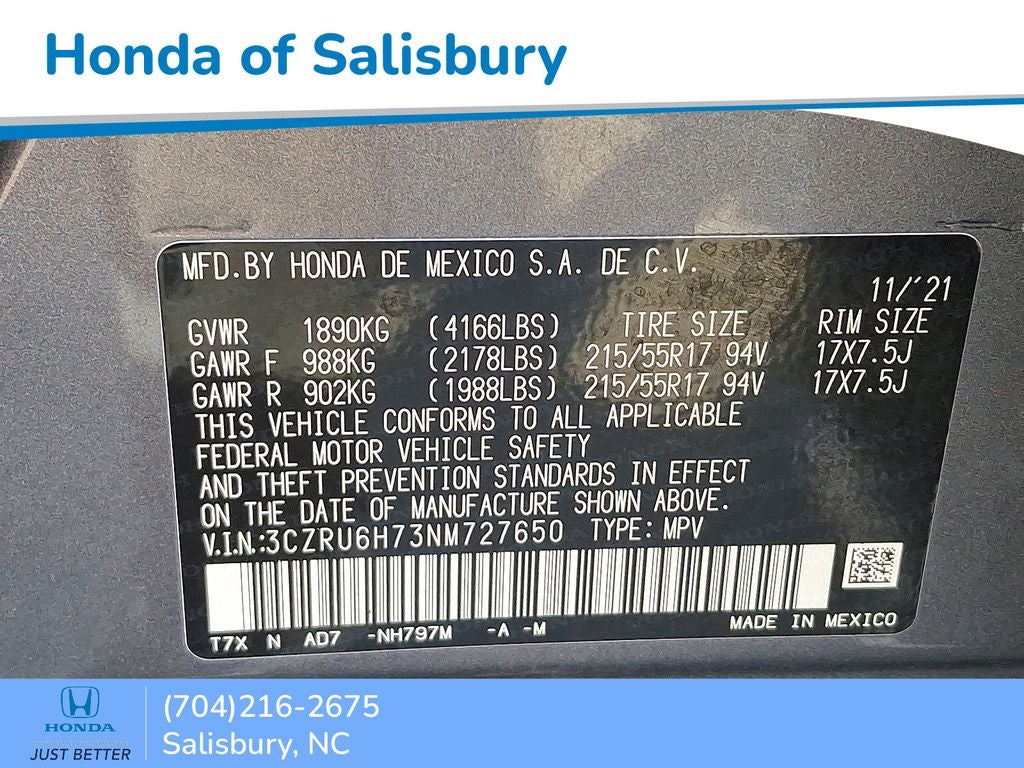 Honda of Salisbury
MFD.BY HONDA DE MEXICO S.A. DE C.V.
11/'21
GVWR 1890KG (4166LBS) TIRE SIZE RIM SIZE
GAWR F 988KG (2178LBS) 215/55R17 94V 17X7.5J
GAWR R 902KG (1988LBS) 215/55R17 94V 17X7.5J
THIS VEHICLE CONFORMS TO ALL APPLICABLE
FEDERAL MOTOR VEHICLE SAFETY
AND THEFT PREVENTION STANDARDS IN EFFECT
ON THE DATE OF MANUFACTURE SHOWN ABOVE.
V.I.N.:3CZRU6H73NM727650 TYPE: MPV
T7X N AD7 -NH797M -A -M MADE IN MEXICO
HONDA
JUST BETTER
(704)216-2675
Salisbury, NC